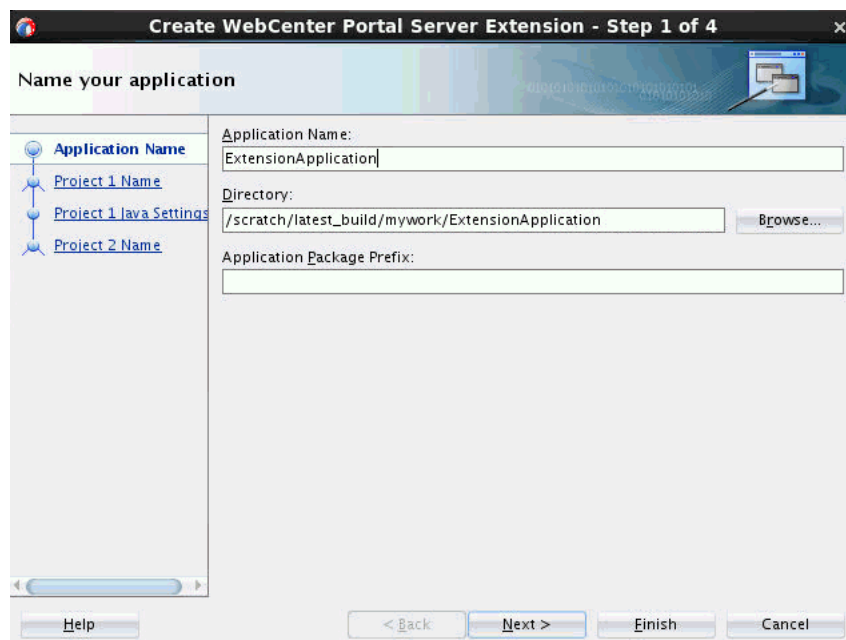 Create WebCenter Portal Server Extension - Step 1 of 4
Name your application
Application Name
Project 1 Name
Project 1 Java Settings
Project 2 Name
Application Name:
ExtensionApplication
Directory:
/scratch/latest_build/mywork/ExtensionApplication
Browse...
Application Package Prefix:
Help
< Back
Next >
Finish
Cancel